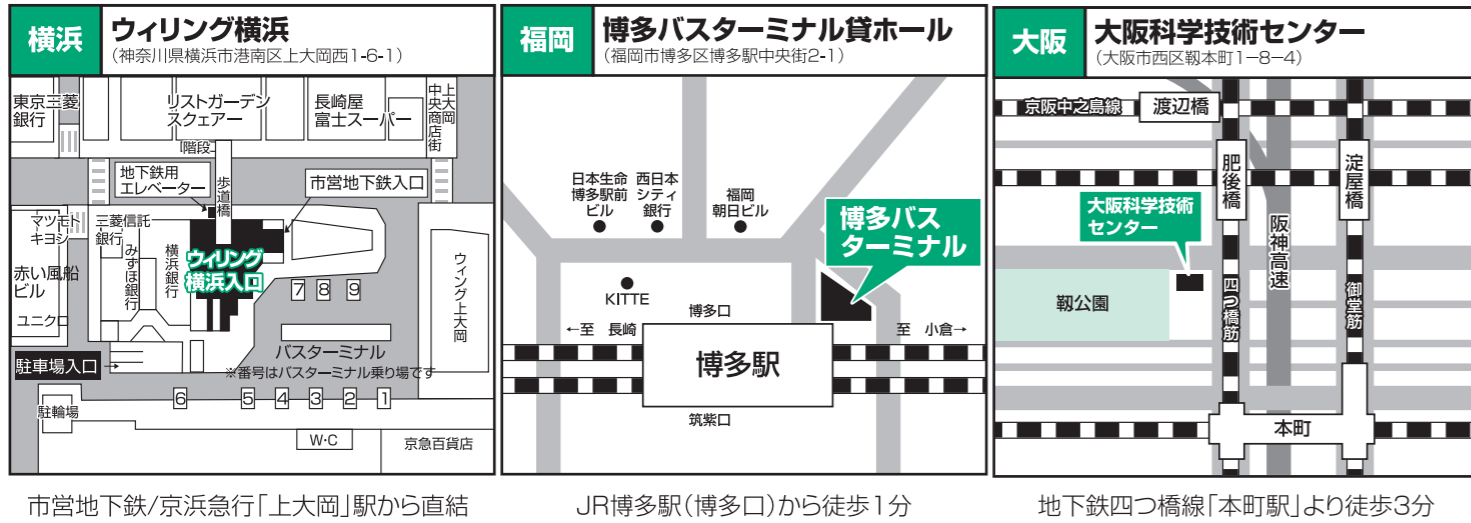 横浜
ウィリング横浜
(神奈川県横浜市港南区上大岡西1-6-1)
東京三菱
銀行
リストガーデン
スクェアー
長崎屋
富士スーパー
上大岡
中央商店街
階段
地下鉄用
エレベーター
歩道橋
市営地下鉄入口
マツモト
キヨシ
三菱信託
銀行
みずほ銀行
横浜銀行
ウィリング
横浜入口
赤い風船
ビル
ユニクロ
7 8 9
ウィング上大岡
バスターミナル
※番号はバスターミナル乗り場です
駐車場入口→
6 5 4 3 2 1
駐輪場
W・C
京急百貨店
市営地下鉄/京浜急行「上大岡」駅から直結
福岡
博多バスターミナル貸ホール
(福岡市博多区博多駅中央街2-1)
日本生命
博多駅前
ビル
西日本
シティ
銀行
福岡
朝日ビル
博多バス
ターミナル
KITTE
博多口
←至 長崎
至 小倉→
博多駅
筑紫口
JR博多駅(博多口)から徒歩1分
大阪
大阪科学技術センター
(大阪市西区靱本町1−8−4)
京阪中之島線
渡辺橋
肥後橋
淀屋橋
大阪科学技術
センター
阪神高速
靱公園
四つ橋筋
御堂筋
本町
地下鉄四つ橋線「本町駅」より徒歩3分